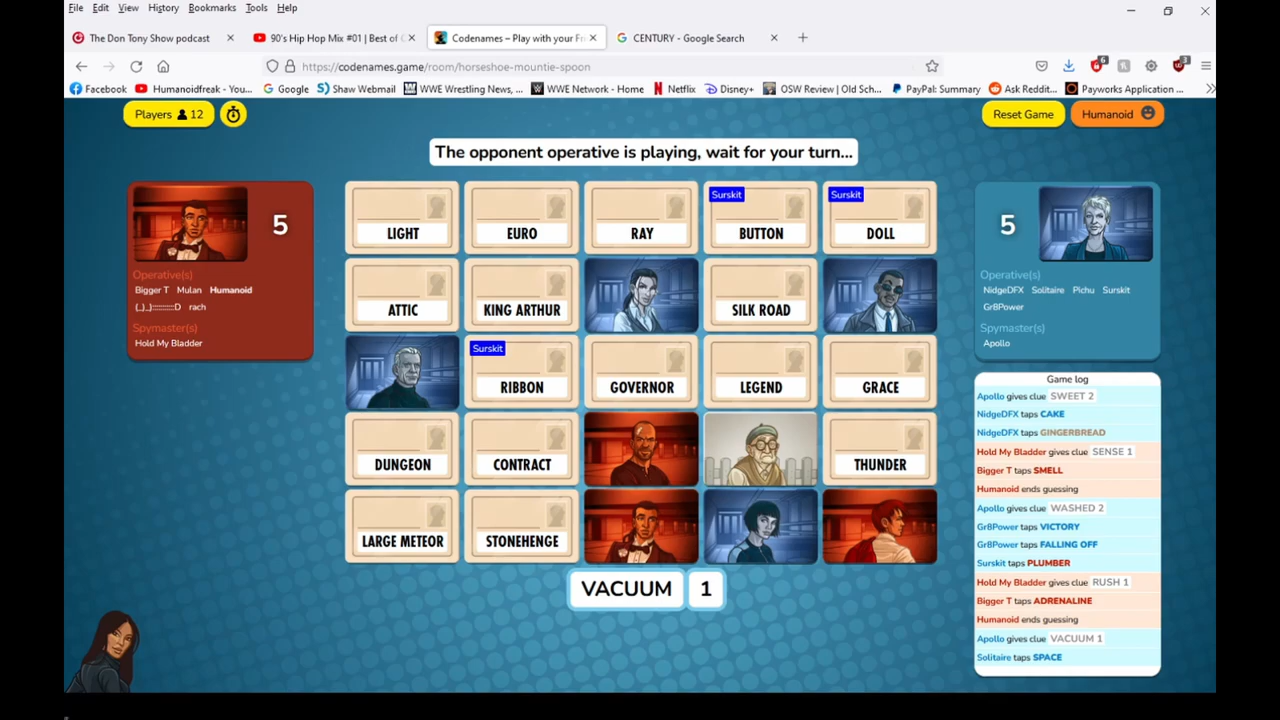 File Edit View History Bookmarks Tools Help
The Don Tony Show podcast
90's Hip Hop Mix #01 | Best of
Codenames – Play with your Fr
CENTURY - Google Search
https://codenames.game/room/horseshoe-mountie-spoon
6
3
Facebook Humanoidfreak - You... Google Shaw Webmail WWE Wrestling News, ... WWE Network - Home Netflix Disney+ OSW Review | Old Sch... PayPal: Summary Ask Reddit... Payworks Application ...
Players 12
Reset Game
Humanoid
The opponent operative is playing, wait for your turn...
5
Operative(s)
Bigger T Mulan Humanoid
(_)_):::::::::::D rach
Spymaster(s)
Hold My Bladder
Surskit
Surskit
LIGHT EURO RAY BUTTON DOLL
ATTIC KING ARTHUR SILK ROAD
Surskit
RIBBON GOVERNOR LEGEND GRACE
DUNGEON CONTRACT THUNDER
LARGE METEOR STONEHENGE
VACUUM 1
5
Operative(s)
NidgeDFX Solitaire Pichu Surskit
Gr8Power
Spymaster(s)
Apollo
Game log
Apollo gives clue SWEET 2
NidgeDFX taps CAKE
NidgeDFX taps GINGERBREAD
Hold My Bladder gives clue SENSE 1
Bigger T taps SMELL
Humanoid ends guessing
Apollo gives clue WASHED 2
Gr8Power taps VICTORY
Gr8Power taps FALLING OFF
Surskit taps PLUMBER
Hold My Bladder gives clue RUSH 1
Bigger T taps ADRENALINE
Humanoid ends guessing
Apollo gives clue VACUUM 1
Solitaire taps SPACE